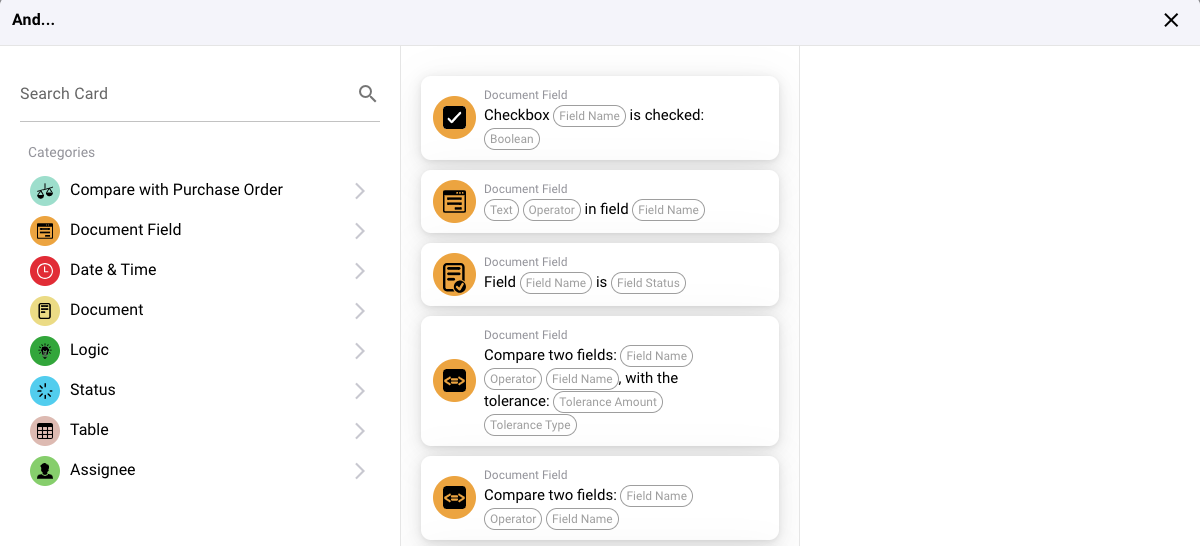 And...
Search Card
Categories
Compare with Purchase Order
Document Field
Date & Time
Document
Logic
Status
Table
Assignee
Document Field
Checkbox Field Name is checked:
Boolean
Document Field
Text Operator in field Field Name
Document Field
Field Field Name is Field Status
Document Field
Compare two fields: Field Name
Operator Field Name , with the
tolerance: Tolerance Amount
Tolerance Type
Document Field
Compare two fields: Field Name
Operator Field Name